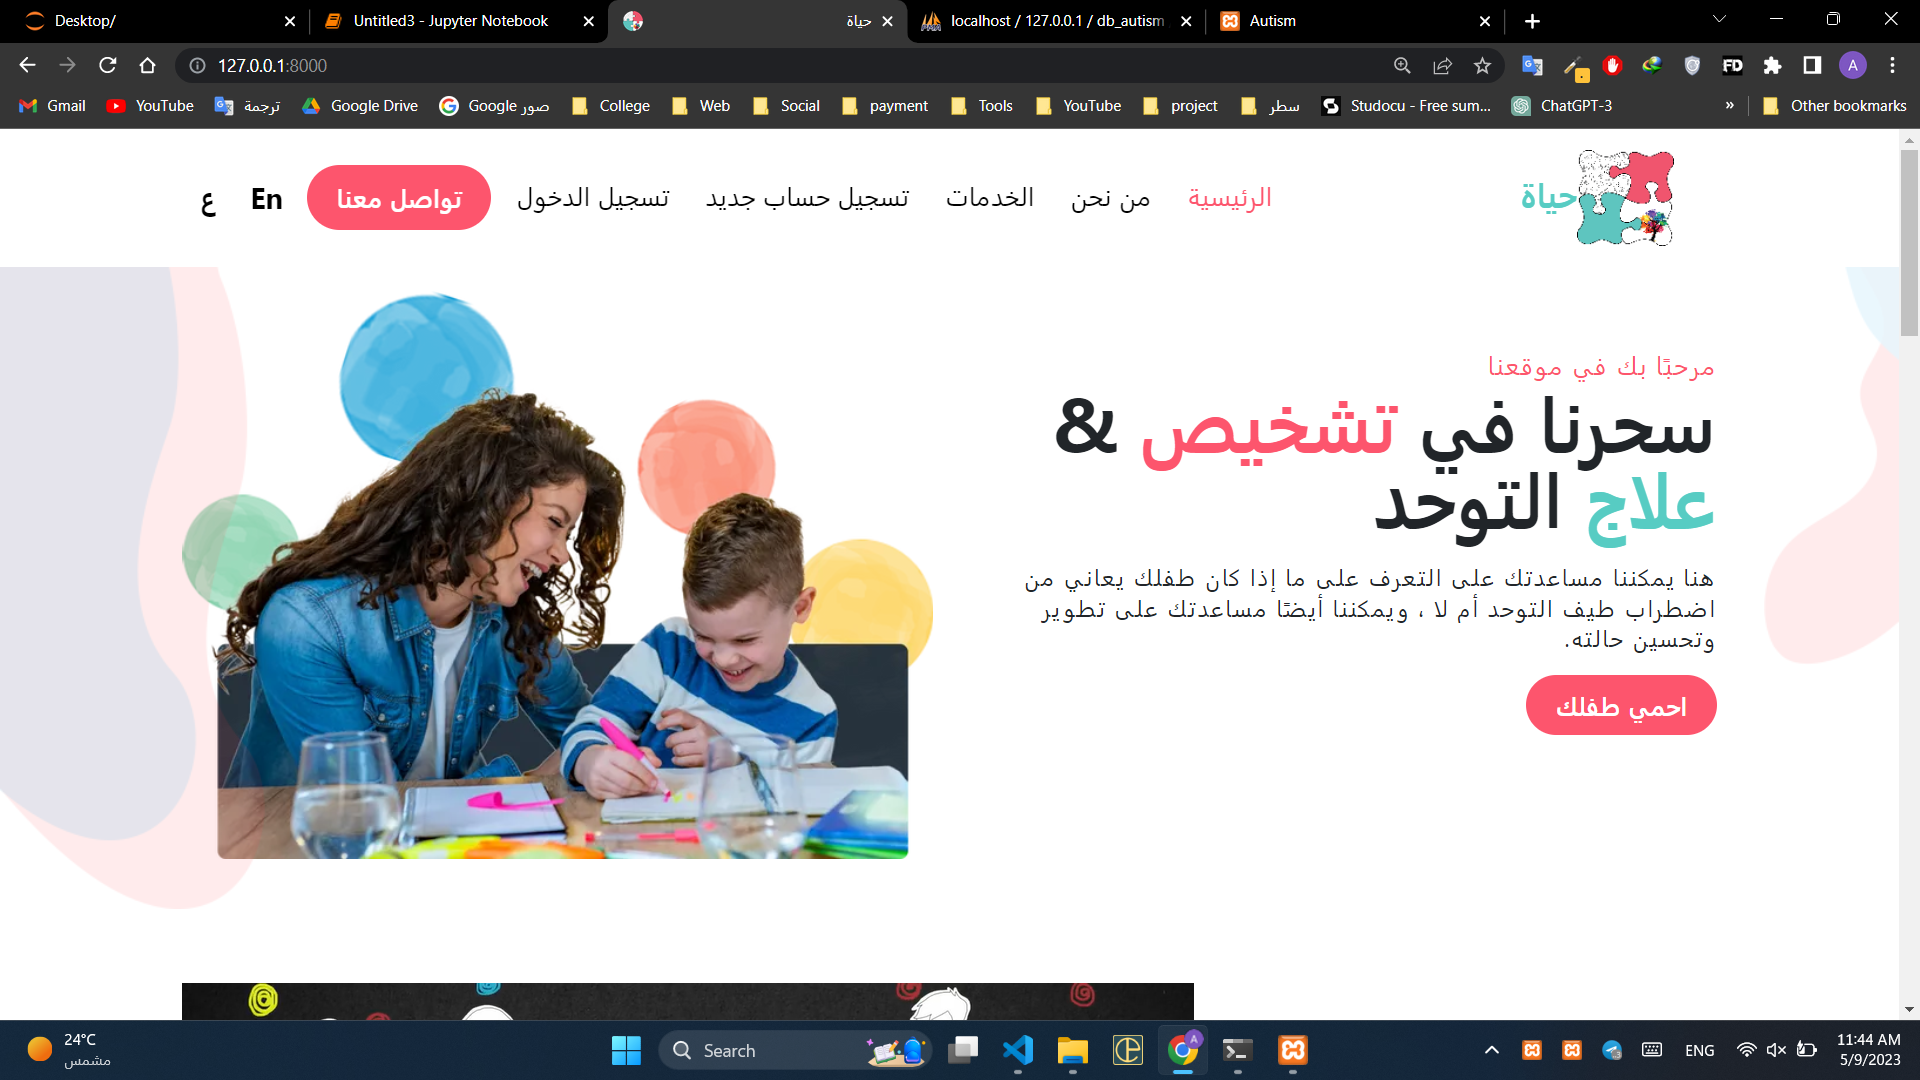 Desktop/
Untitled3 - Jupyter Notebook
حياة
localhost / 127.0.0.1 / db_autism
Autism
127.0.0.1:8000
FD
A
Gmail
YouTube
ترجمة
Google Drive
صور Google
College
Web
Social
payment
Tools
YouTube
project
سطر
Studocu - Free sum...
ChatGPT-3
»
Other bookmarks
حياة
الرئيسية
من نحن
الخدمات
تسجيل حساب جديد
تسجيل الدخول
تواصل معنا
En
ع
مرحبًا بك في موقعنا
سحرنا في تشخيص &
علاج التوحد
هنا يمكننا مساعدتك على التعرف على ما إذا كان طفلك يعاني من
اضطراب طيف التوحد أم لا ، ويمكننا أيضًا مساعدتك على تطوير
وتحسين حالته.
احمي طفلك
24°C
مشمس
Search
A
ENG
11:44 AM
5/9/2023